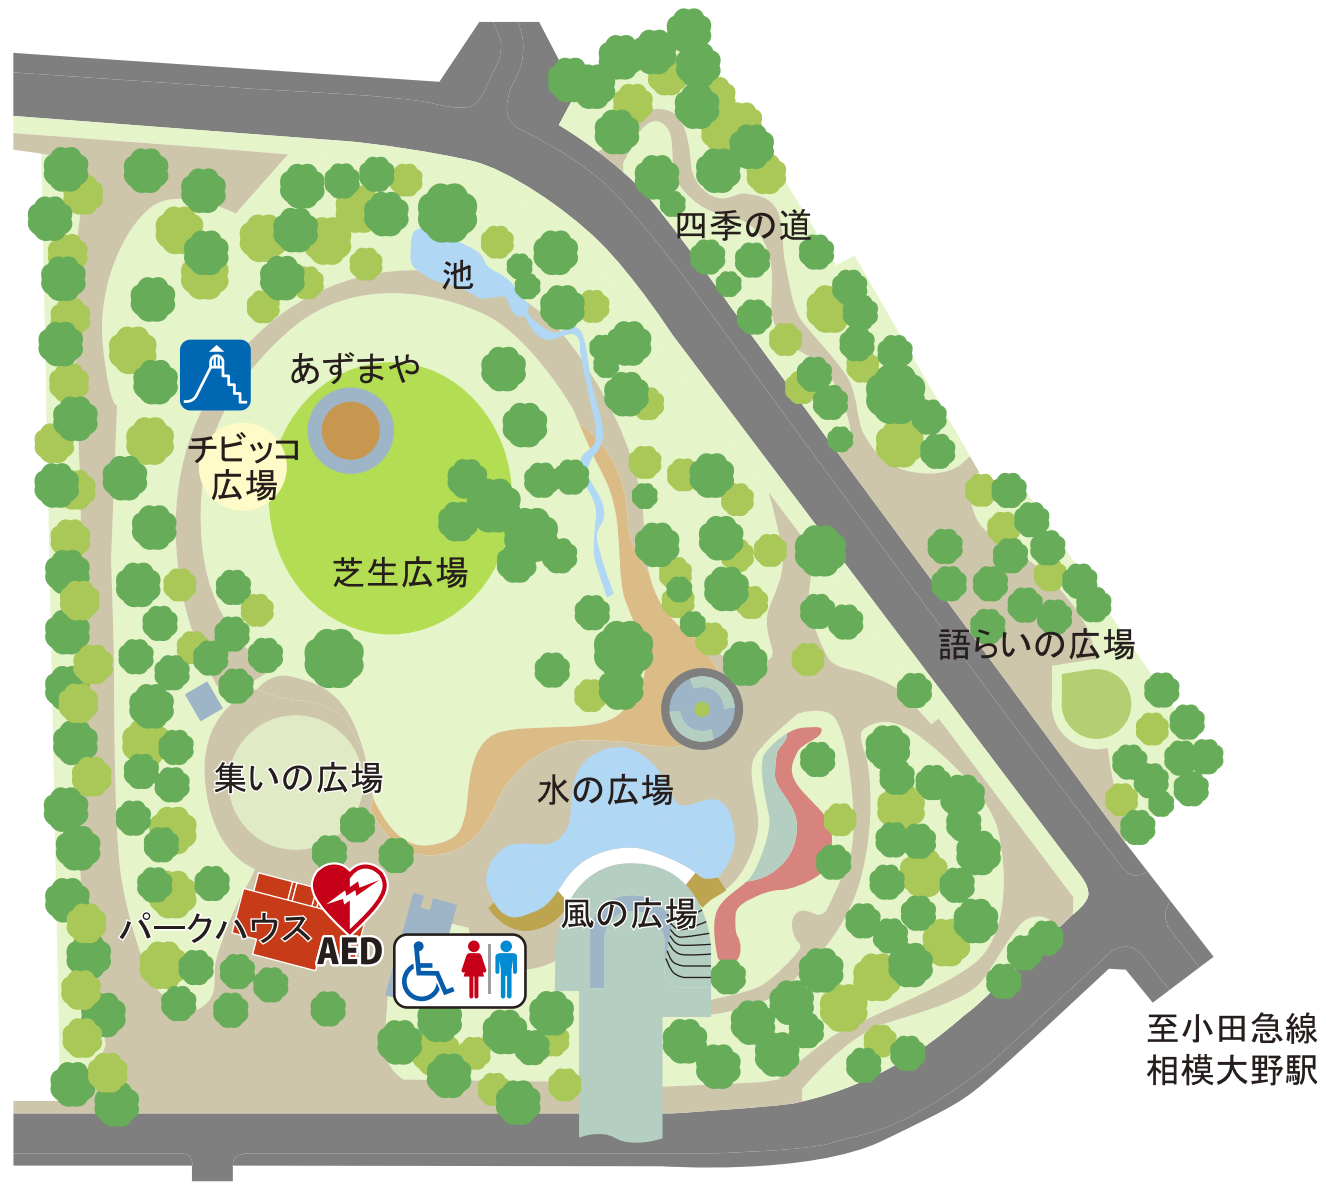 四季の道
池
あずまや
チビッコ
広場
芝生広場
語らいの広場
集いの広場
水の広場
風の広場
パークハウス
AED
至小田急線
相模大野駅